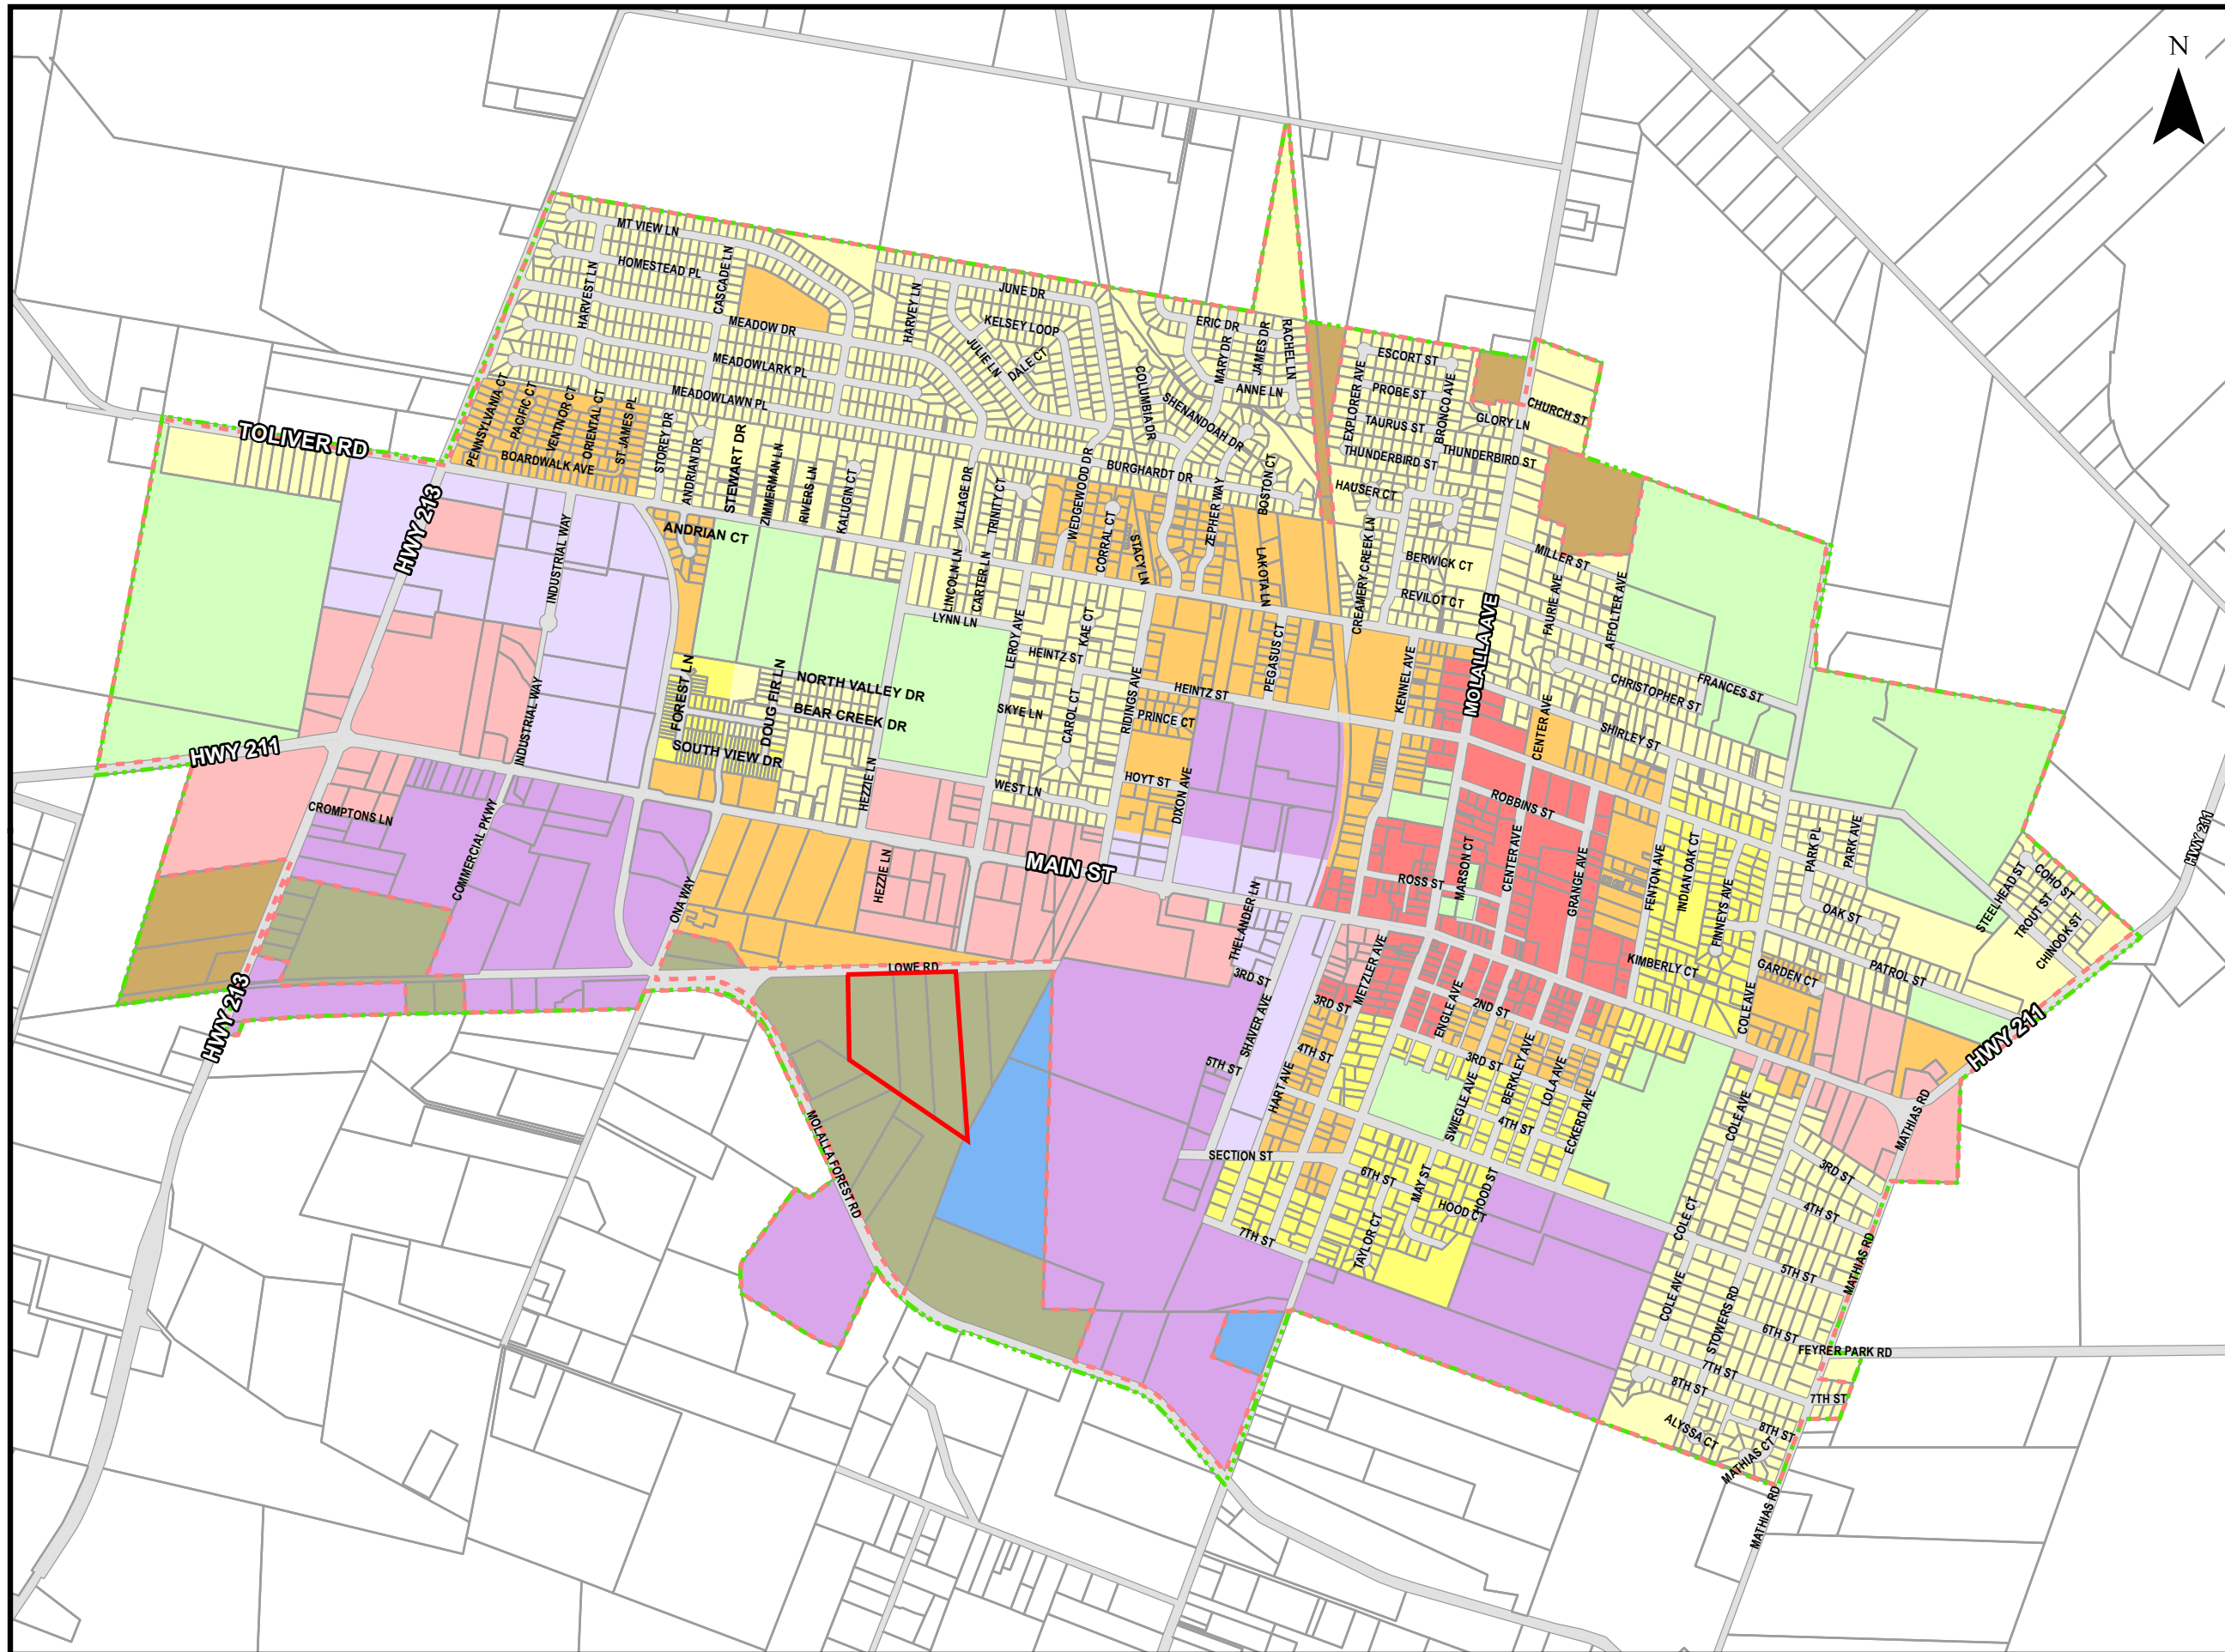 N
MT VIEW LN
HOMESTEAD PL
HARVEST LN
CASCADE LN
MEADOW DR
MEADOWLARK PL
MEADOWLAWN PL
HARVEY LN
JUNE DR
KELSEY LOOP
JULIE LN
DALE CT
ERIC DR
MARY DR
JAMES DR
RACHEL LN
ANNE LN
COLUMBIA DR
SHENANDOAH DR
BURGHARDT DR
ESCORT ST
PROBE ST
TAURUS ST
EXPLORER AVE
BRONCO AVE
GLORY LN
CHURCH ST
THUNDERBIRD ST
THUNDERBIRD ST
HAUSER CT
TOLIVER RD
PENNSYLVANIA CT
PACIFIC CT
VENTNOR CT
ORIENTAL CT
ST JAMES PL
BOARDWALK AVE
STOREY DR
ADRIAN DR
STEWART DR
ZIMMERMAN LN
RIVERS LN
KALUGIN CT
VILLAGE DR
TRINITY CT
WEDGEWOOD DR
CORRAL CT
STACY LN
ZEPHER WAY
BOSTON CT
LAKOTA LN
CREAMERY CREEK LN
BERWICK CT
REVILOT CT
MILLER ST
FAURIE AVE
AFFOLTER AVE
HWY 213
INDUSTRIAL WAY
ANDRIAN CT
LINCOLN LN
CARTER LN
LYNN LN
LEROY AVE
KAE CT
HEINTZ ST
HEINTZ ST
PEGASUS CT
KENNEL AVE
MOLALLA AVE
CHRISTOPHER ST
FRANCES ST
SHIRLEY ST
CENTER AVE
FOREST LN
DOUG FIR LN
NORTH VALLEY DR
BEAR CREEK DR
SOUTH VIEW DR
SKYE LN
CAROL CT
RIDINGS AVE
PRINCE CT
HOYT ST
DIXON AVE
WEST LN
HEZZIE LN
INDUSTRIAL WAY
HWY 211
CROMPTONS LN
COMMERCIAL PKWY
ROBBINS ST
CENTER AVE
MARSON CT
ROSS ST
GRANGE AVE
FENTON AVE
INDIAN OAK CT
FINNEYS AVE
PARK PL
PARK AVE
OAK ST
HWY 211
STEELHEAD ST
COHO ST
TROUT ST
CHINOOK ST
MAIN ST
HEZZIE LN
ONA WAY
LOWE RD
THELANDER LN
3RD ST
METZLER AVE
KIMBERLY CT
GARDEN CT
PATROL ST
COLE AVE
HWY 211
HWY 213
3RD ST
SHAVER AVE
ENGLE AVE
2ND ST
4TH ST
3RD ST
5TH ST
HART AVE
SWIEGLE AVE
BERKLEY AVE
LOLA AVE
4TH ST
ECKERD AVE
COLE AVE
MATHIAS RD
MOLALLA FOREST RD
SECTION ST
6TH ST
MAY ST
HOOD ST
HOOD CT
TAYLOR CT
7TH ST
3RD ST
4TH ST
COLE CT
5TH ST
MATHIAS RD
COLE AVE
STOWERS RD
6TH ST
FEYRER PARK RD
7TH ST
8TH ST
7TH ST
ALYSSA CT
8TH ST
MATHIAS CT
MATHIAS RD